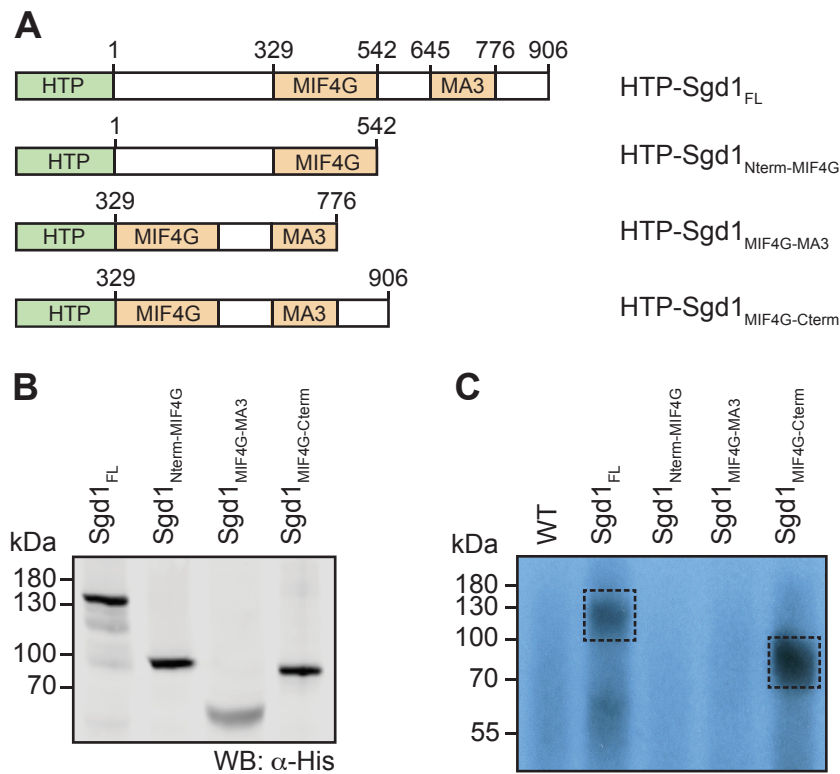 A
1 329 542 645 776 906
HTP MIF4G MA3 HTP-Sgd1FL
1 542
HTP MIF4G HTP-Sgd1Nterm-MIF4G
329 776
HTP MIF4G MA3 HTP-Sgd1MIF4G-MA3
329 906
HTP MIF4G MA3 HTP-Sgd1MIF4G-Cterm
B
Sgd1FL
Sgd1Nterm-MIF4G
Sgd1MIF4G-MA3
Sgd1MIF4G-Cterm
kDa
180
130
100
70
WB: α-His
C
WT
Sgd1FL
Sgd1Nterm-MIF4G
Sgd1MIF4G-MA3
Sgd1MIF4G-Cterm
kDa
180
130
100
70
55